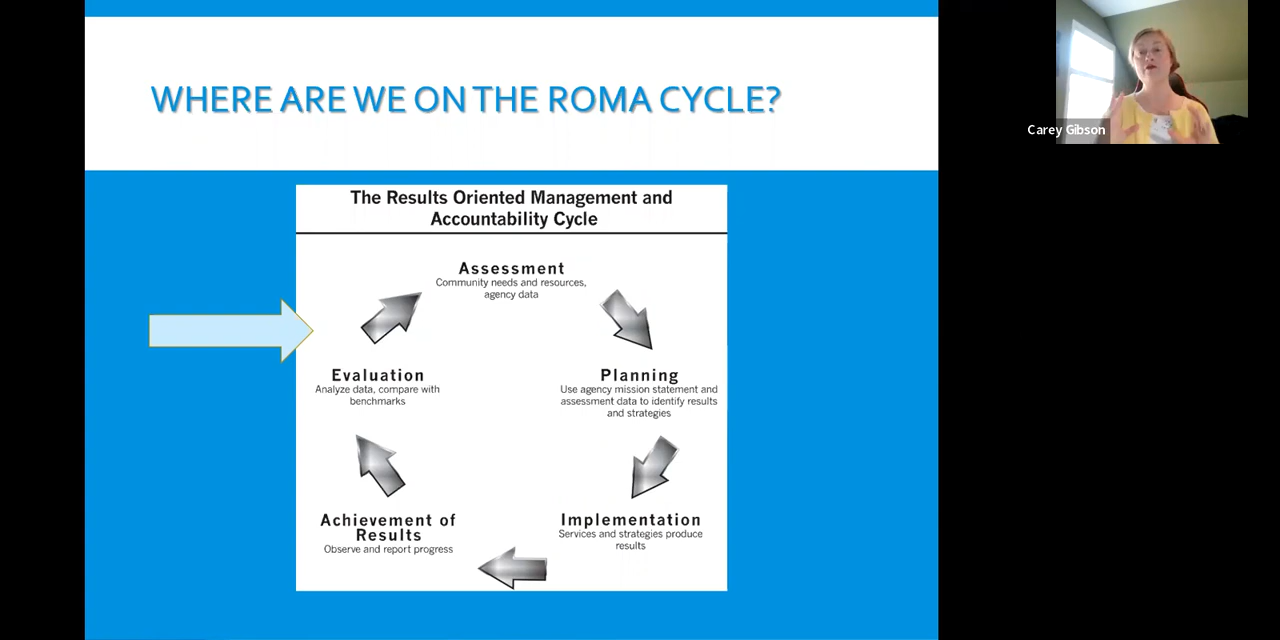 WHERE ARE WE ON THE ROMA CYCLE?
Carey Gibson
The Results Oriented Management and
Accountability Cycle
Assessment
Community needs and resources,
agency data
Evaluation
Analyze data, compare with
benchmarks
Planning
Use agency mission statement and
assessment data to identify results
and strategies
Achievement of
Results
Observe and report progress
Implementation
Services and strategies produce
results